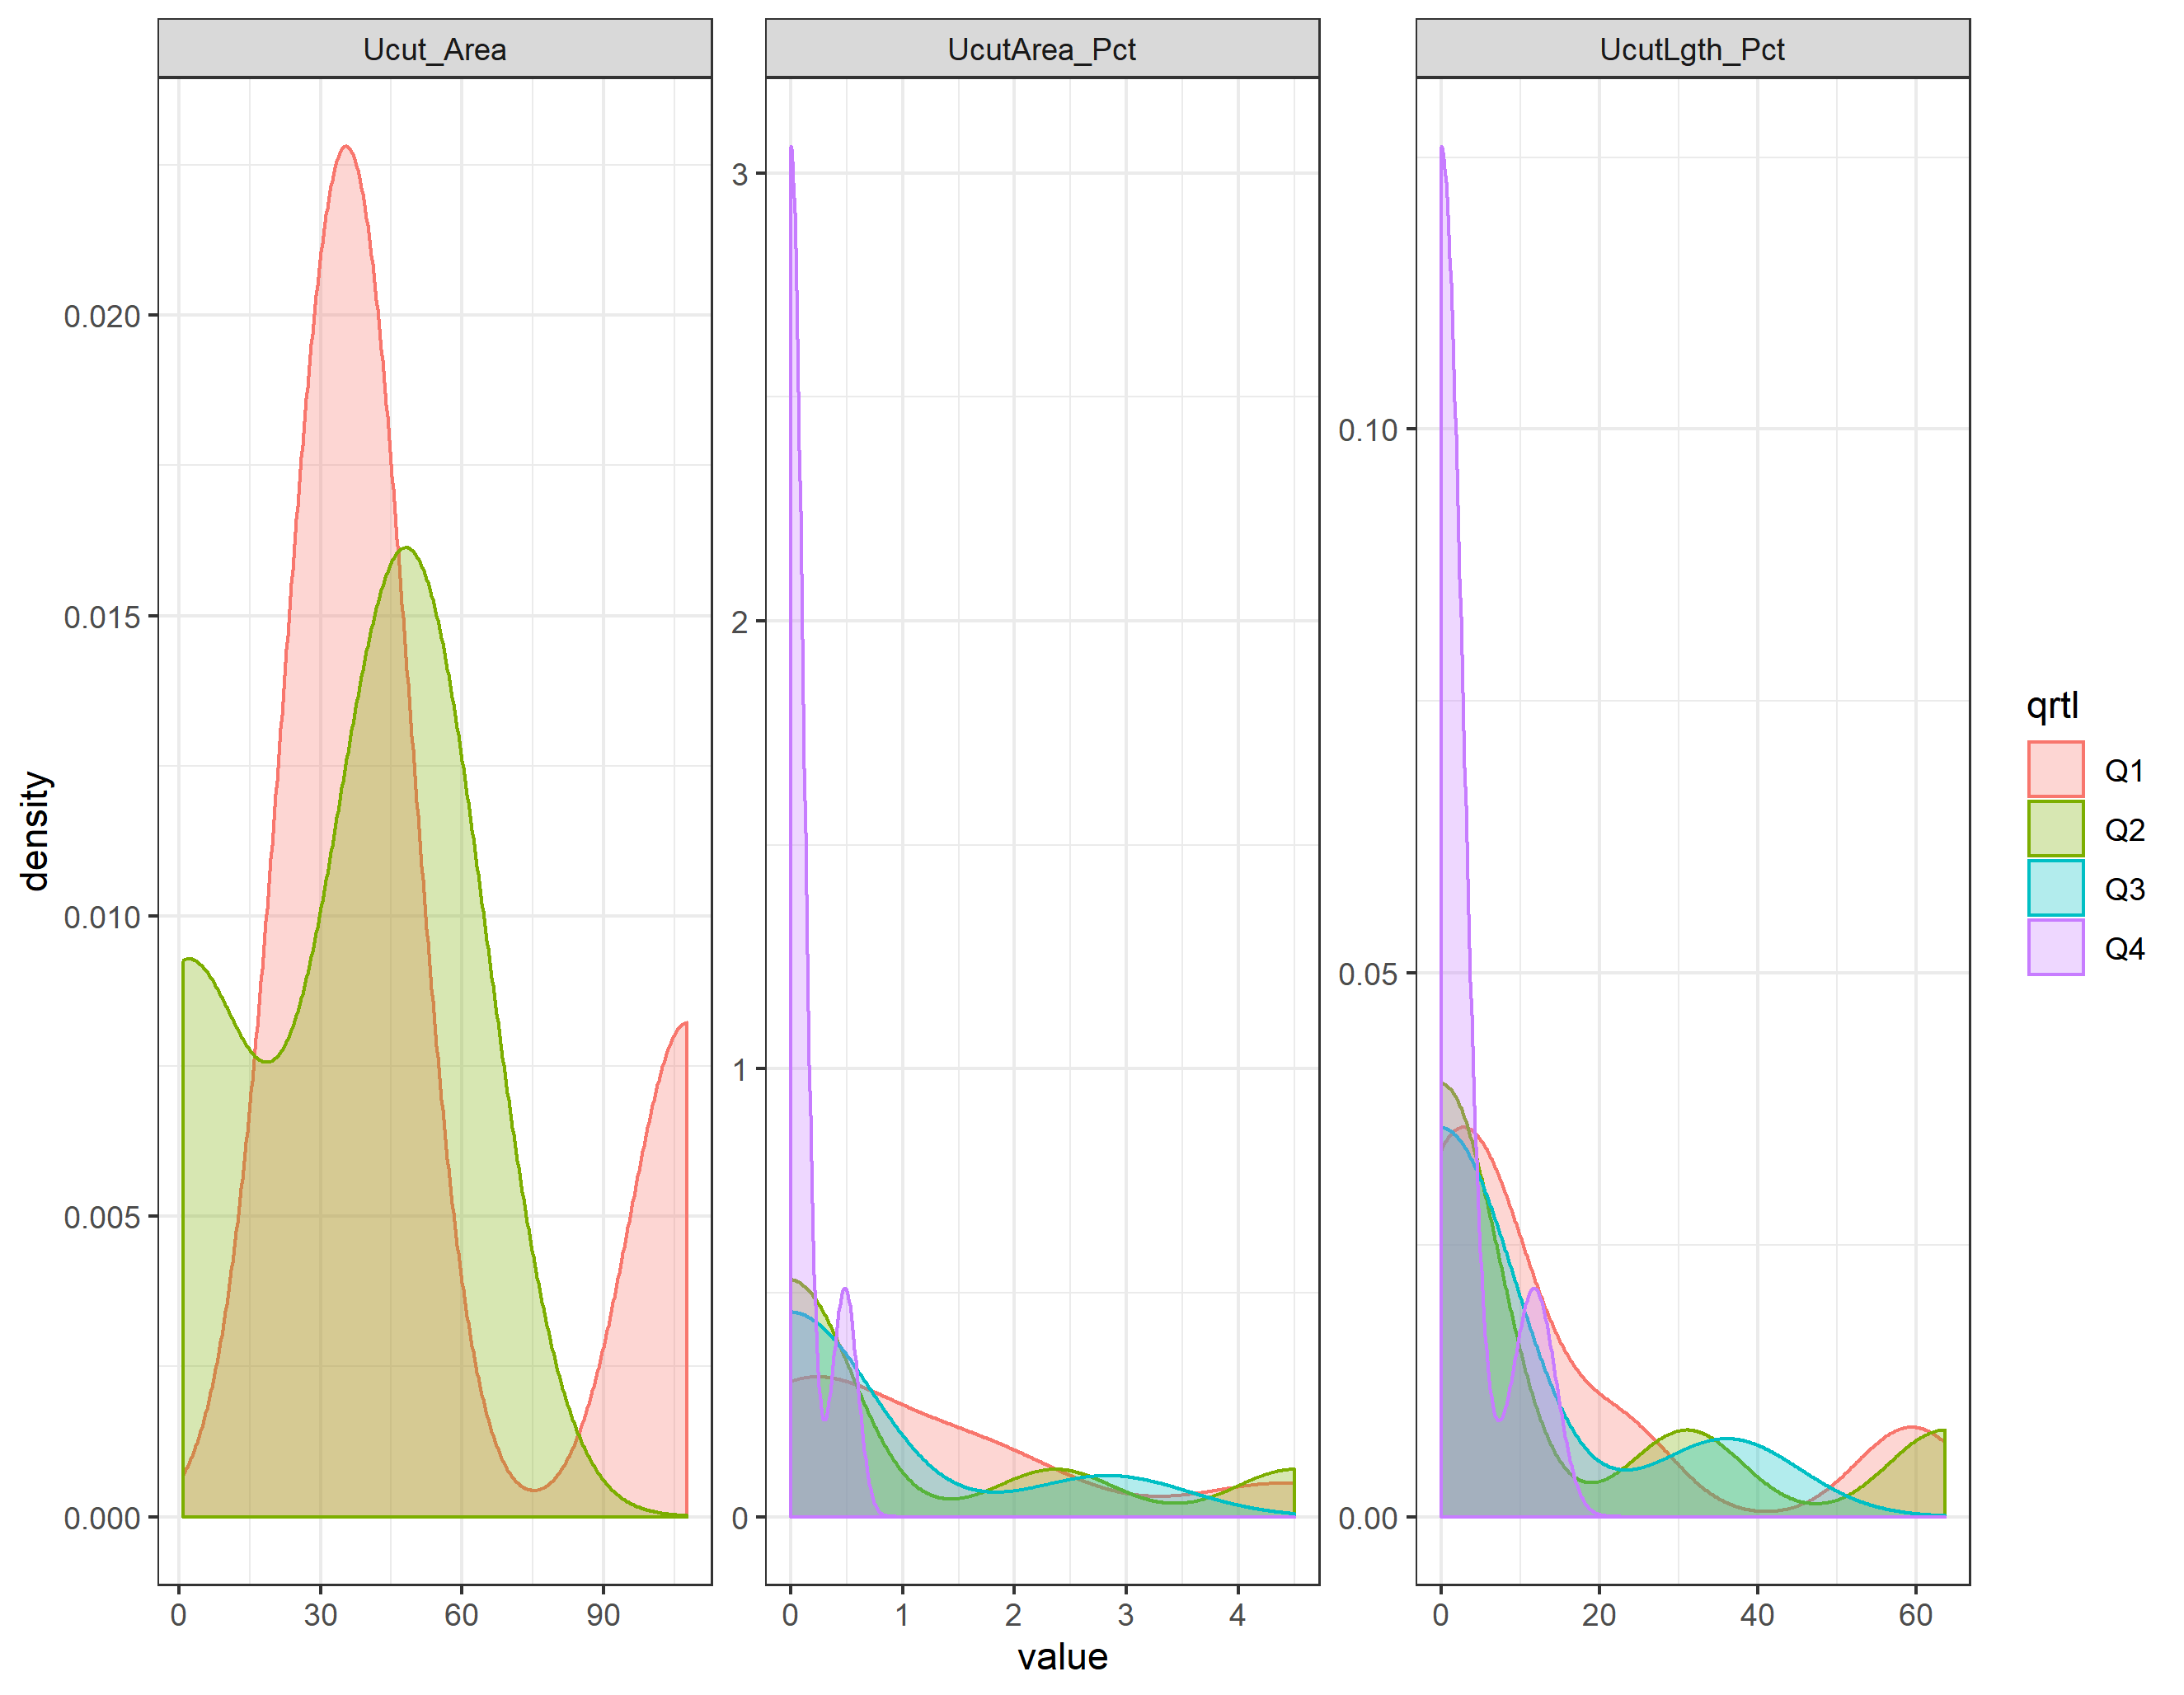 Ucut_Area
UcutArea_Pct
UcutLgth_Pct
density
0.020
0.015
0.010
0.005
0.000
3
2
1
0
0.10
0.05
0.00
0 30 60 90
0 1 2 3 4
0 20 40 60
value
qrtl
Q1
Q2
Q3
Q4